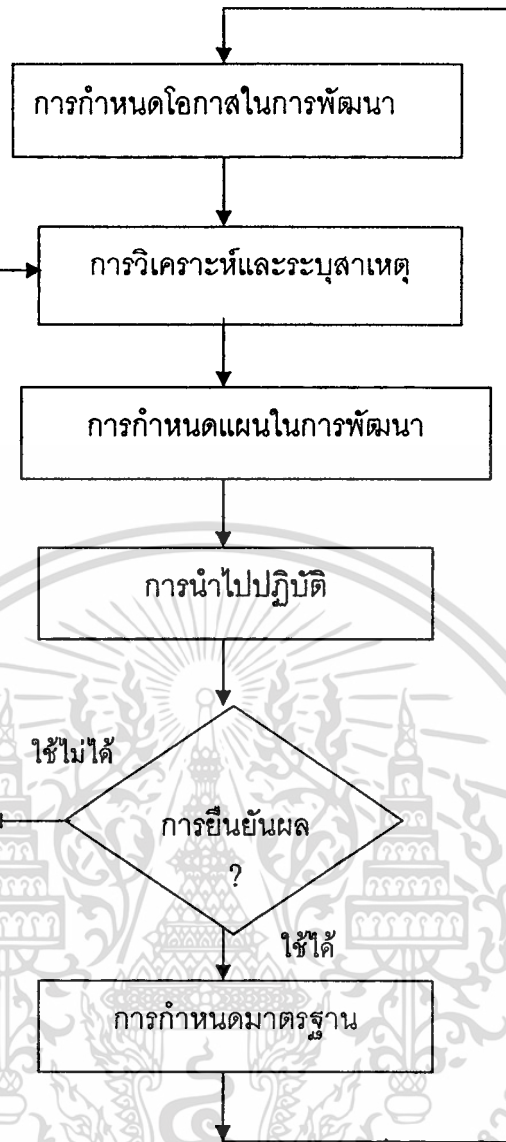 การกำหนดโอกาสในการพัฒนา
การวิเคราะห์และระบุสาเหตุ
การกำหนดแผนในการพัฒนา
การนำไปปฏิบัติ
ใช้ไม่ได้
การยืนยันผล
?
ใช้ได้
การกำหนดมาตรฐาน